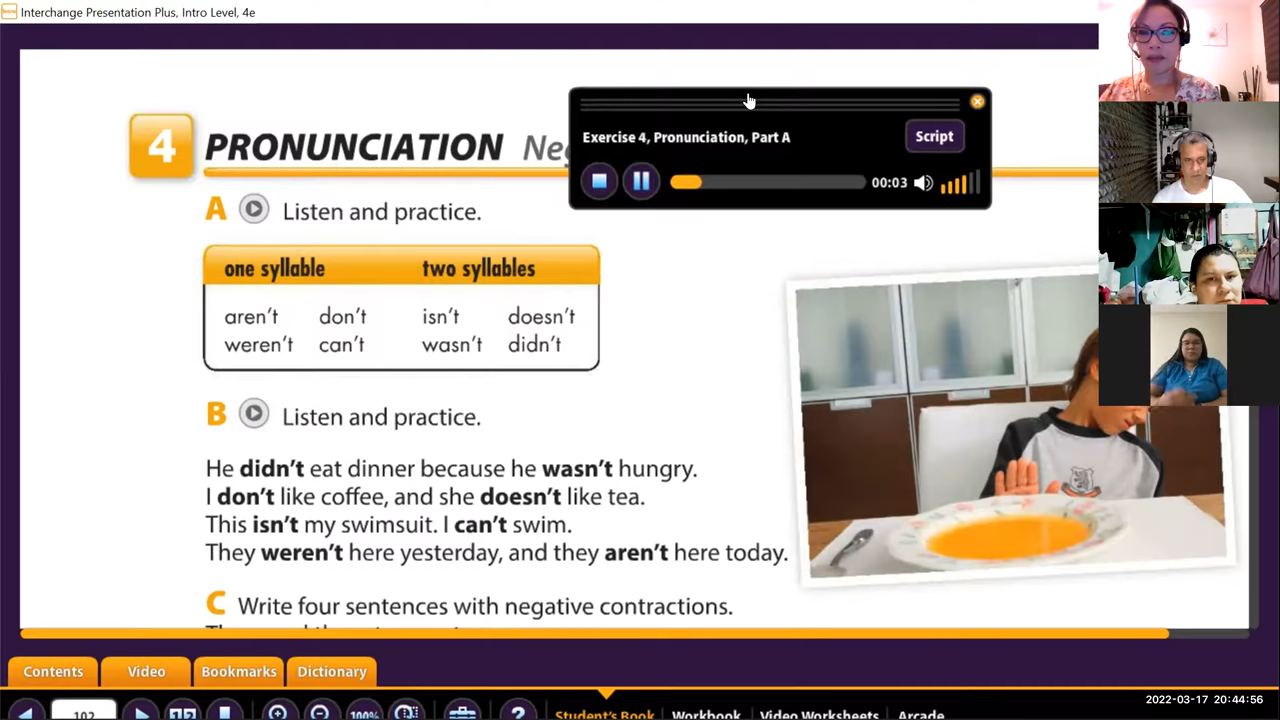 Interchange Presentation Plus, Intro Level, 4e
4 PRONUNCIATION
Exercise 4, Pronunciation, Part A
Script
00:03
A Listen and practice.
one syllable two syllables
aren't don't isn't doesn't
weren't can't wasn't didn't
B Listen and practice.
He didn't eat dinner because he wasn't hungry.
I don't like coffee, and she doesn't like tea.
This isn't my swimsuit. I can't swim.
They weren't here yesterday, and they aren't here today.
C Write four sentences with negative contractions.
Contents Video Bookmarks Dictionary
102 100% ? Student's Book Workbook Video Worksheets Arcade
2022-03-17 20:44:56